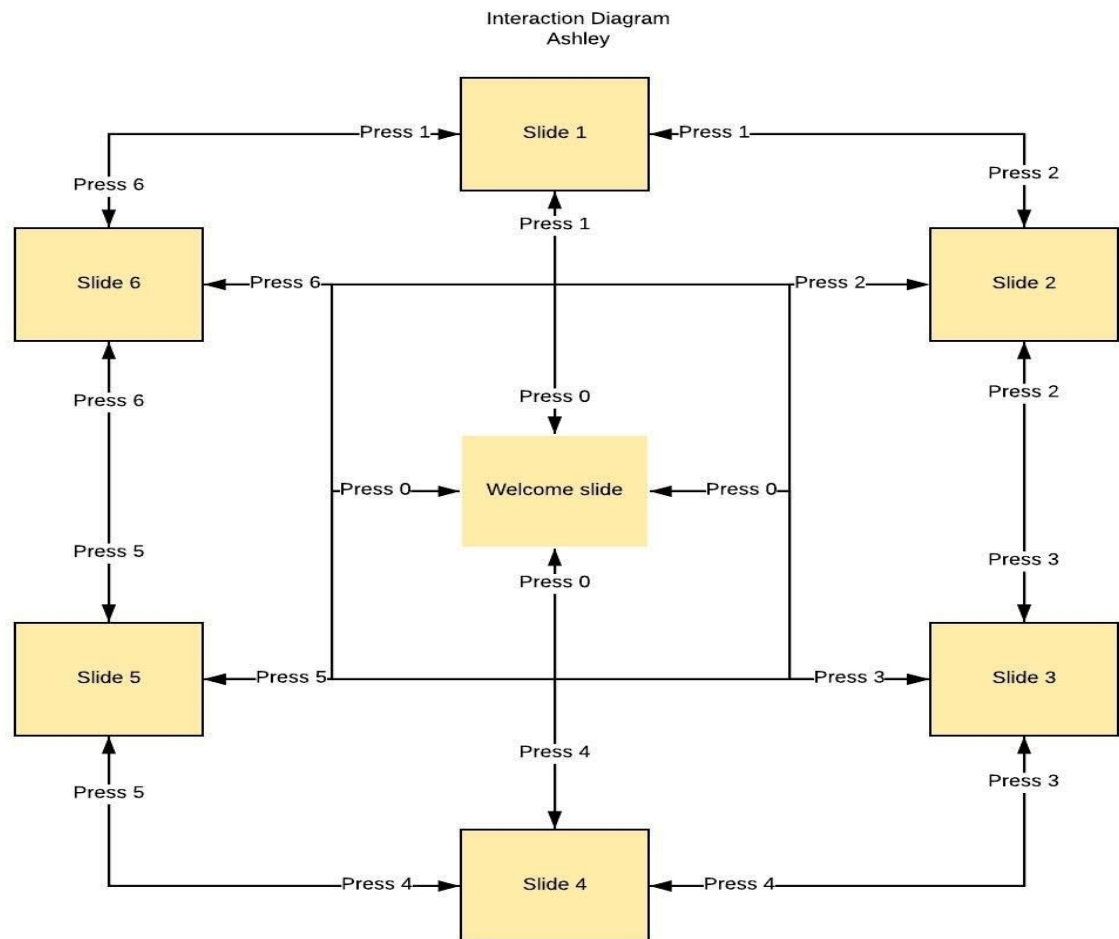 Interaction Diagram
Ashley
Slide 1
Press 1
Press 1
Press 6
Press 2
Press 1
Slide 6
Press 6
Press 2
Slide 2
Press 6
Press 0
Press 2
Press 0
Welcome slide
Press 0
Press 5
Press 0
Press 3
Slide 5
Press 5
Press 3
Slide 3
Press 4
Press 5
Press 3
Press 4
Slide 4
Press 4